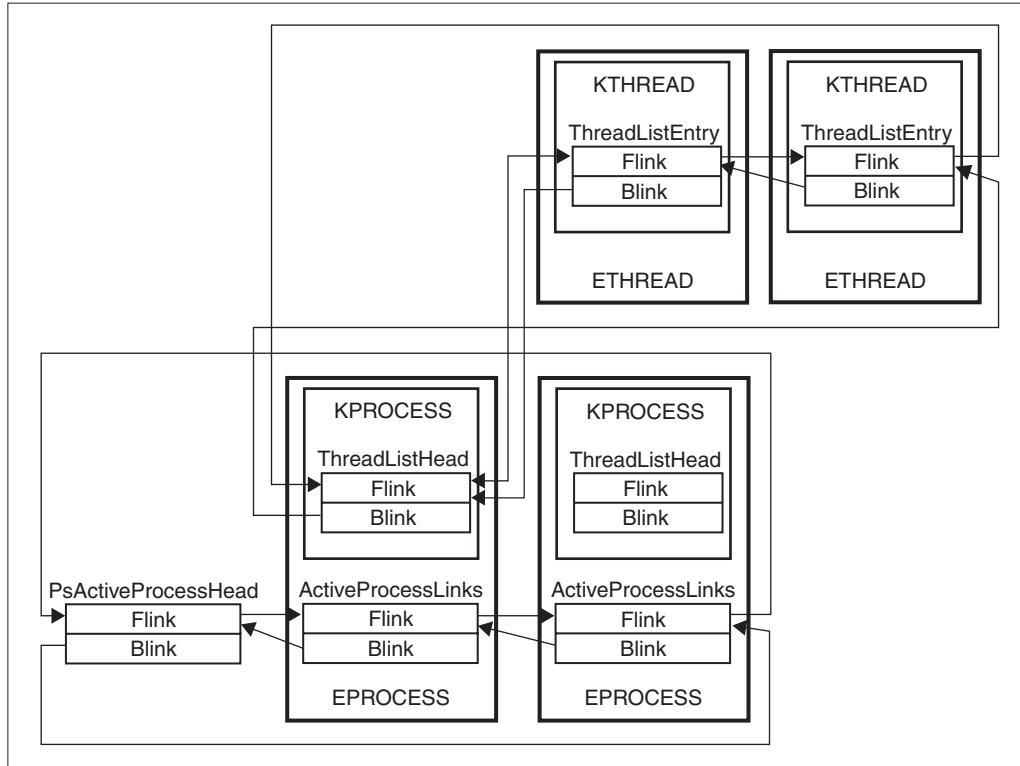 KTHREAD
KTHREAD
ThreadListEntry
ThreadListEntry
Flink
Flink
Blink
Blink
ETHREAD
ETHREAD
KPROCESS
KPROCESS
ThreadListHead
ThreadListHead
Flink
Flink
Blink
Blink
PsActiveProcessHead
ActiveProcessLinks
ActiveProcessLinks
Flink
Flink
Flink
Blink
Blink
Blink
EPROCESS
EPROCESS